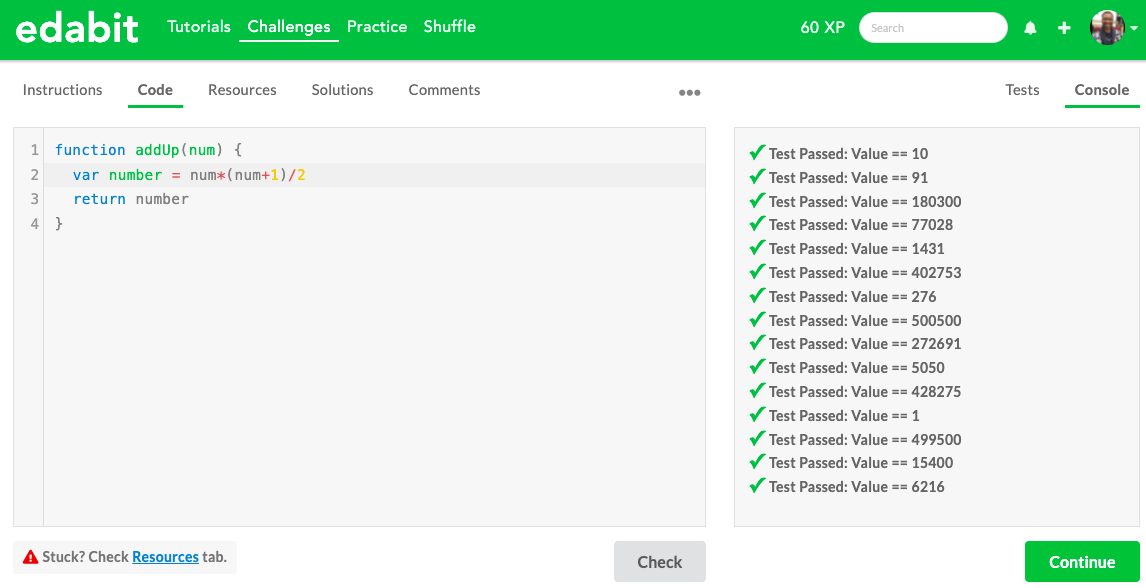 edabit Tutorials Challenges Practice Shuffle 60 XP Search
Instructions Code Resources Solutions Comments ••• Tests Console
1 function addUp(num) {
2 var number = num*(num+1)/2
3 return number
4 }
Test Passed: Value == 10
Test Passed: Value == 91
Test Passed: Value == 180300
Test Passed: Value == 77028
Test Passed: Value == 1431
Test Passed: Value == 402753
Test Passed: Value == 276
Test Passed: Value == 500500
Test Passed: Value == 272691
Test Passed: Value == 5050
Test Passed: Value == 428275
Test Passed: Value == 1
Test Passed: Value == 499500
Test Passed: Value == 15400
Test Passed: Value == 6216
Stuck? Check Resources tab. Check Continue